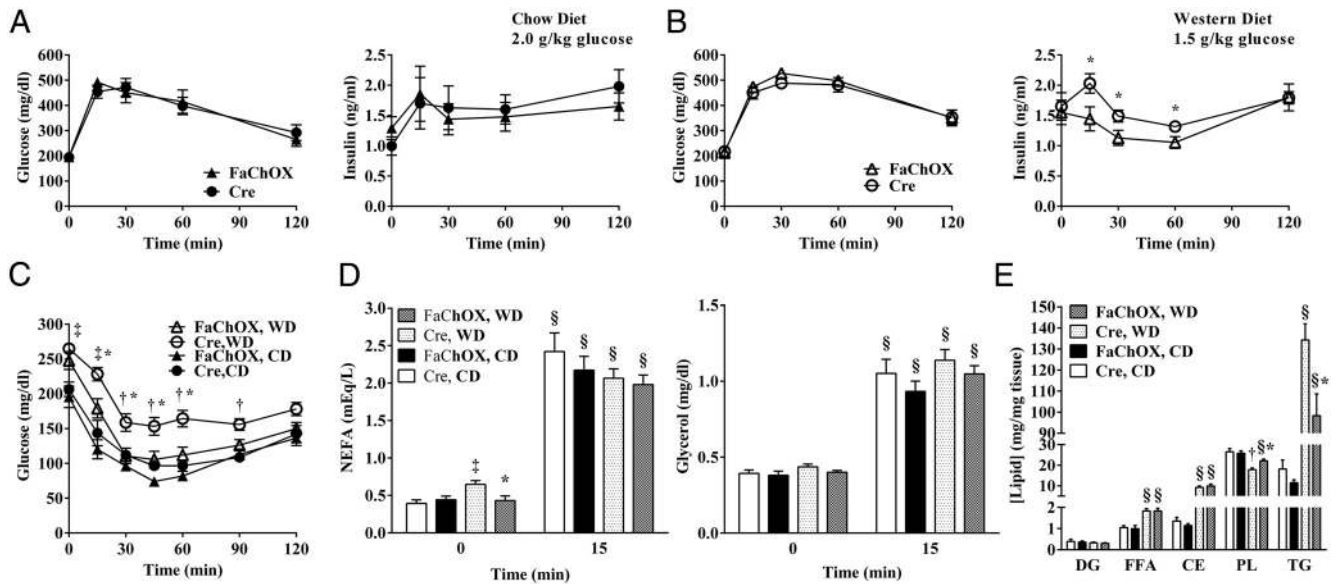 A
Chow Diet
2.0 g/kg glucose
Glucose (mg/dl)
600
500
400
300
200
100
0
FaChOX
Cre
0 30 60 90 120
Time (min)
Insulin (ng/ml)
2.5
2.0
1.5
1.0
0.5
0.0
0 30 60 90 120
Time (min)
B
Western Diet
1.5 g/kg glucose
Glucose (mg/dl)
600
500
400
300
200
100
0
FaChOX
Cre
0 30 60 90 120
Time (min)
Insulin (ng/ml)
2.5
2.0
1.5
1.0
0.5
0.0
* * *
0 30 60 90 120
Time (min)
C
Glucose (mg/dl)
300
250
200
150
100
50
0
FaChOX, WD
Cre,WD
FaChOX, CD
Cre,CD
‡ ‡* †* †* †* †
0 30 60 90 120
Time (min)
D
NEFA (mEq/L)
3.0
2.5
2.0
1.5
1.0
0.5
0.0
FaChOX, WD
Cre, WD
FaChOX, CD
Cre, CD
‡ * § § § §
0 15
Time (min)
Glycerol (mg/dl)
1.5
1.0
0.5
0.0
§ § § §
0 15
Time (min)
E
[Lipid] (mg/mg tissue)
150
140
130
120
110
100
90
30
20
10
2
1
0
FaChOX, WD
Cre, WD
FaChOX, CD
Cre, CD
§ § § § † §* § §*
DG FFA CE PL TG